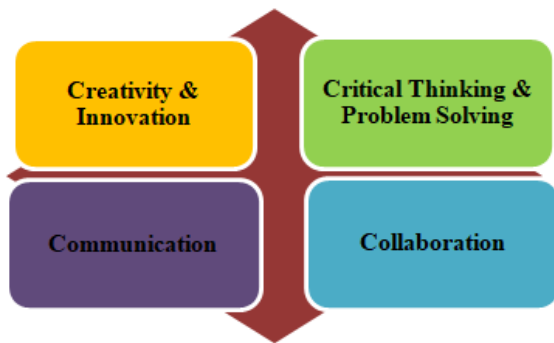 Creativity &
Innovation
Critical Thinking &
Problem Solving
Communication
Collaboration